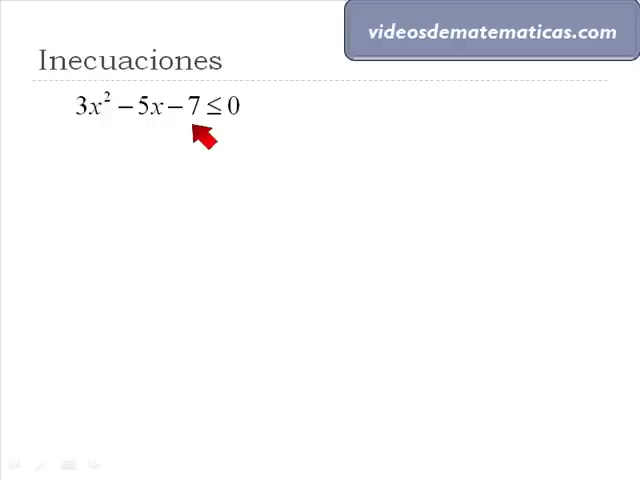 videosdematematicas.com
Inecuaciones
3x² − 5x − 7 ≤ 0